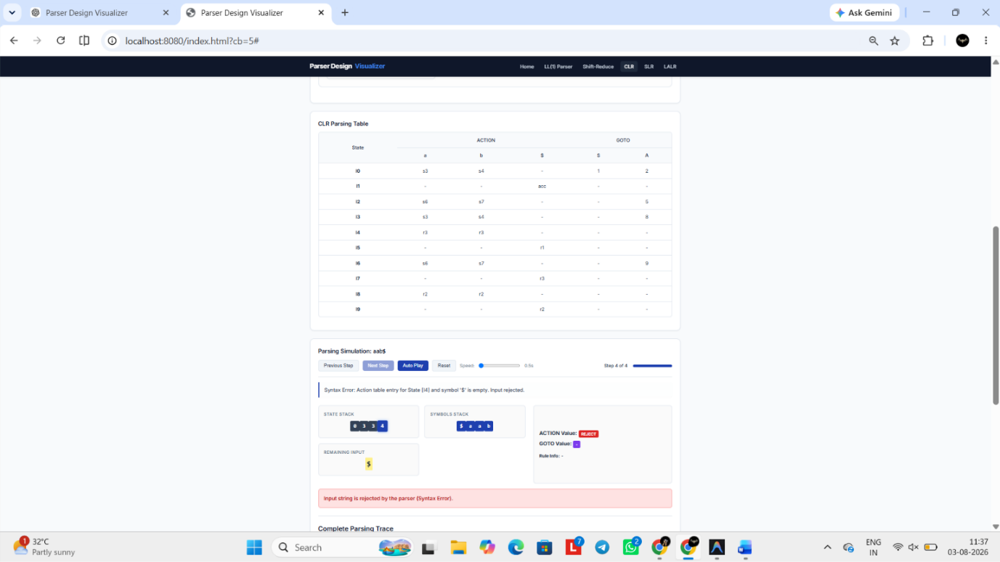 Parser Design Visualizer
Parser Design Visualizer
Ask Gemini
localhost:8080/index.html?cb=5#
Parser Design Visualizer
Home LL(1) Parser Shift-Reduce CLR SLR LALR
CLR Parsing Table
State ACTION GOTO
a b $ S A
I0 s3 s4 - 1 2
I1 - - acc - -
I2 s6 s7 - - 5
I3 s3 s4 - - 8
I4 r3 r3 - - -
I5 - - r1 - -
I6 s6 s7 - - 9
I7 - - r3 - -
I8 r2 r2 - - -
I9 - - r2 - -
Parsing Simulation: aab$
Previous Step Next Step Auto Play Reset Speed: 0.5s Step 4 of 4
Syntax Error: Action table entry for State [I4] and symbol '$' is empty. Input rejected.
STATE STACK
0 3 3 4
SYMBOLS STACK
$ a a b
ACTION Value: REJECT
GOTO Value: -
Rule Info: -
REMAINING INPUT
$
Input string is rejected by the parser (Syntax Error).
Complete Parsing Trace
1
32°C
Partly sunny
Search
L 7
2
ENG
IN
11:37
03-08-2026